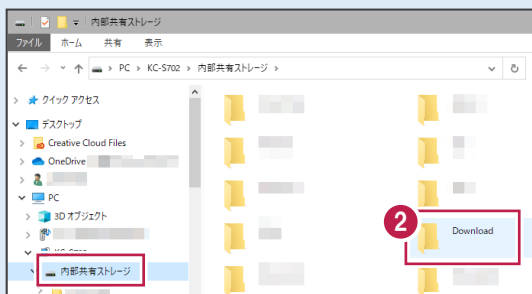 内部共有ストレージ
ファイル ホーム 共有 表示
PC › KC-S702 › 内部共有ストレージ ›
クイック アクセス
デスクトップ
Creative Cloud Files
OneDrive
PC
3D オブジェクト
KC-S702
内部共有ストレージ
2
Download